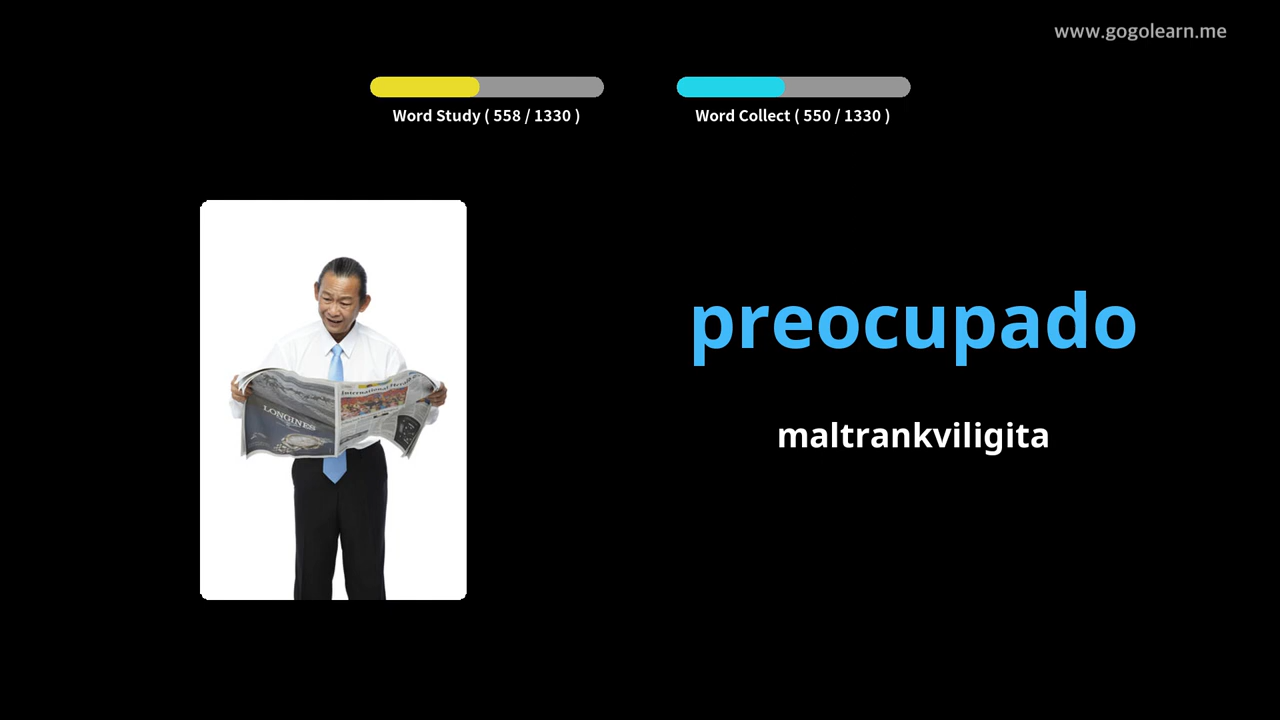 www.gogolearn.me
Word Study ( 558 / 1330 )
Word Collect ( 550 / 1330 )
preocupado
maltrankviligita
LONGINES